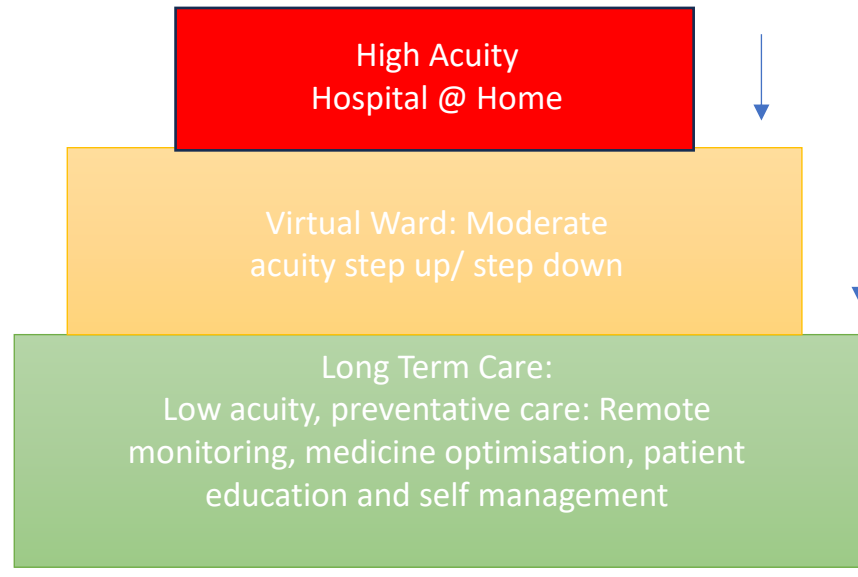 High Acuity
Hospital @ Home
Virtual Ward: Moderate
acuity step up/ step down
Long Term Care:
Low acuity, preventative care: Remote
monitoring, medicine optimisation, patient
education and self management